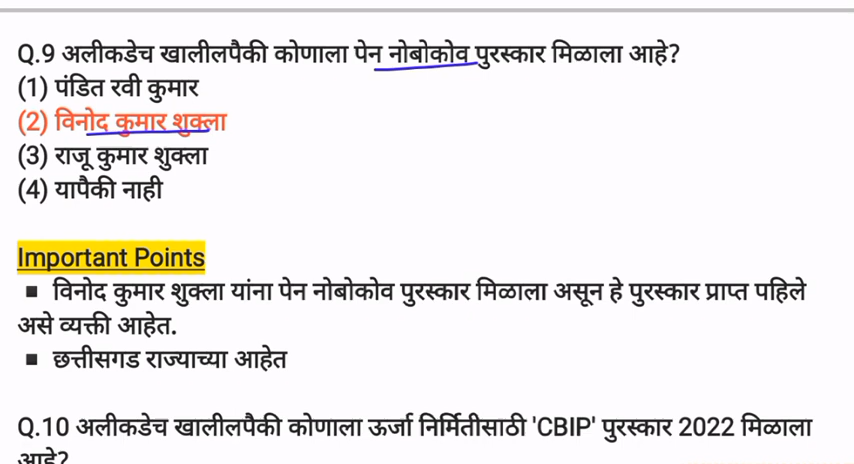 Q.9 अलीकडेच खालीलपैकी कोणाला पेन नोबोकोव पुरस्कार मिळाला आहे?
(1) पंडित रवी कुमार
(2) विनोद कुमार शुक्ला
(3) राजू कुमार शुक्ला
(4) यापैकी नाही
Important Points
▪ विनोद कुमार शुक्ला यांना पेन नोबोकोव पुरस्कार मिळाला असून हे पुरस्कार प्राप्त पहिले
असे व्यक्ती आहेत.
▪ छत्तीसगड राज्याच्या आहेत
Q.10 अलीकडेच खालीलपैकी कोणाला ऊर्जा निर्मितीसाठी 'CBIP' पुरस्कार 2022 मिळाला
आहे?